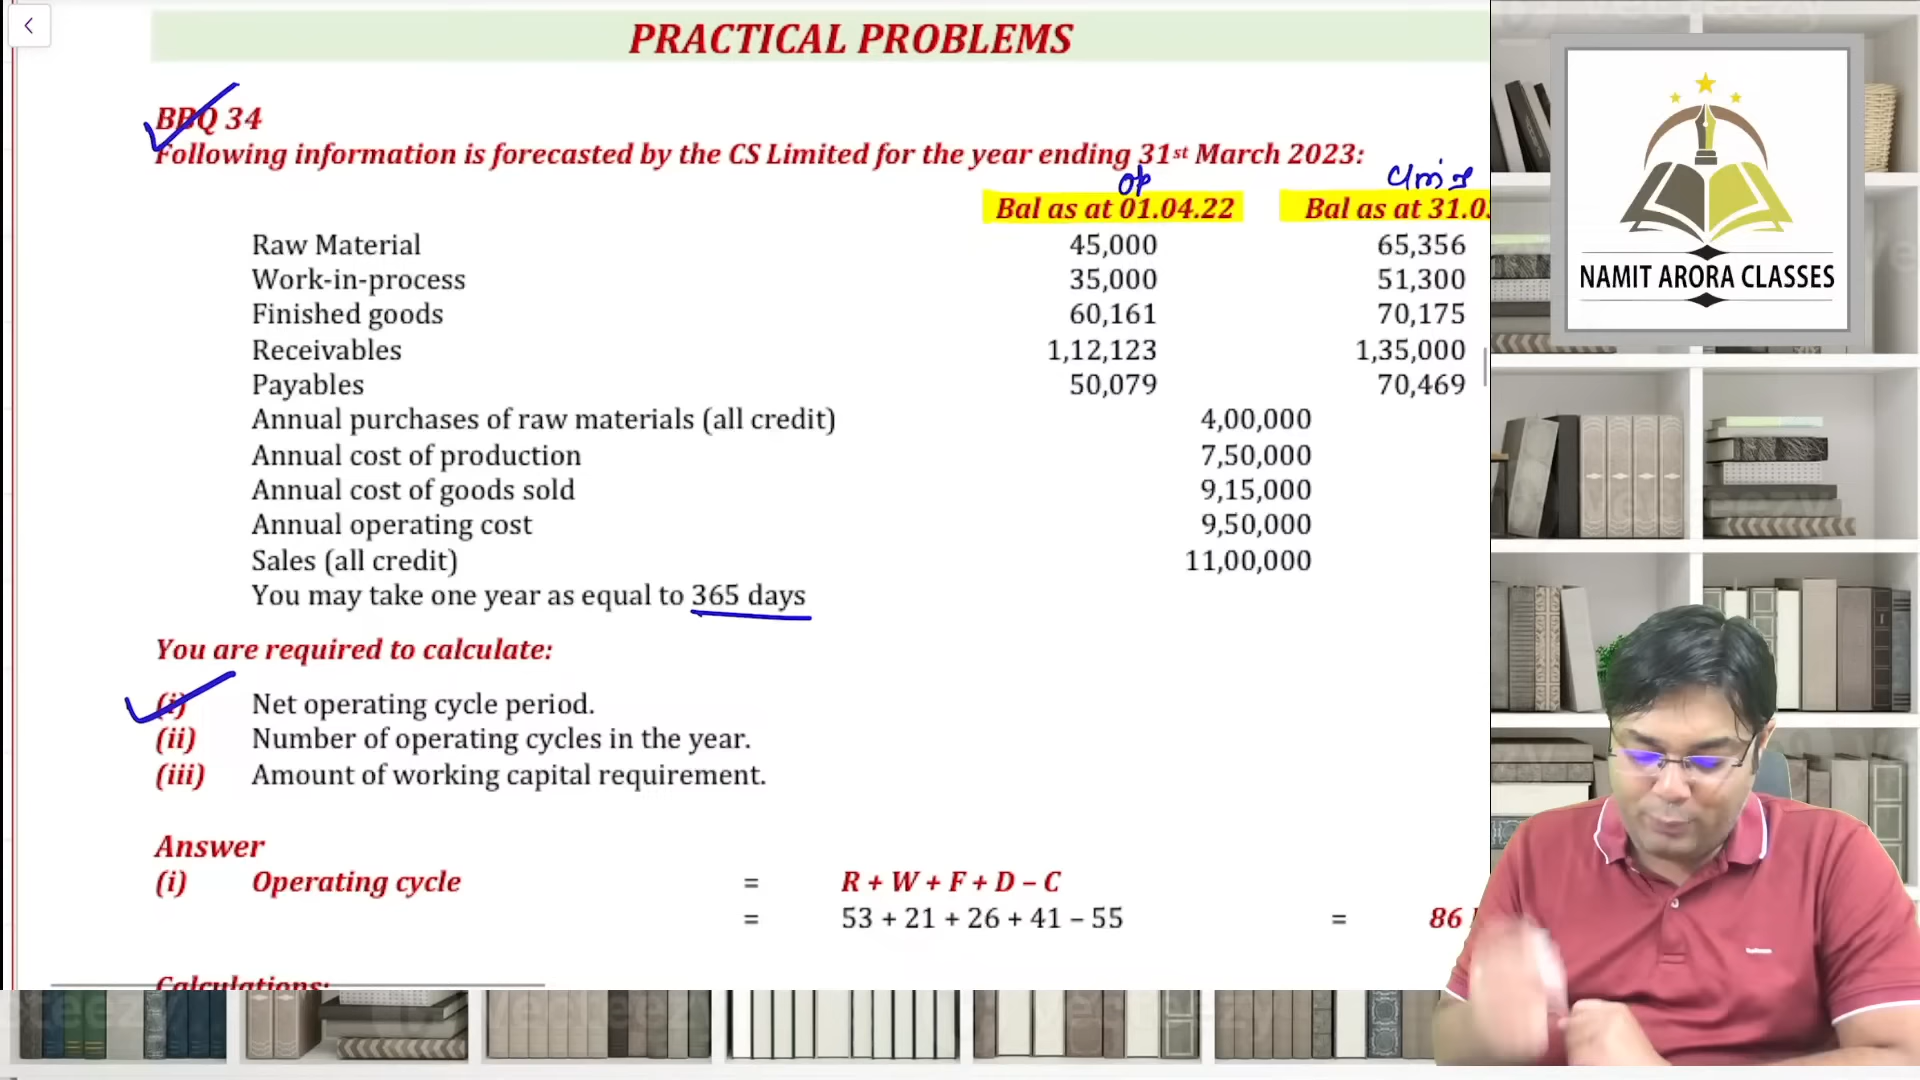 PRACTICAL PROBLEMS
BBQ 34
Following information is forecasted by the CS Limited for the year ending 31st March 2023:
op
Bal as at 01.04.22 Bal as at 31.0
Raw Material 45,000 65,356
Work-in-process 35,000 51,300
Finished goods 60,161 70,175
Receivables 1,12,123 1,35,000
Payables 50,079 70,469
Annual purchases of raw materials (all credit) 4,00,000
Annual cost of production 7,50,000
Annual cost of goods sold 9,15,000
Annual operating cost 9,50,000
Sales (all credit) 11,00,000
You may take one year as equal to 365 days
You are required to calculate:
(i) Net operating cycle period.
(ii) Number of operating cycles in the year.
(iii) Amount of working capital requirement.
Answer
(i) Operating cycle = R + W + F + D – C
= 53 + 21 + 26 + 41 – 55 = 86
Calculations:
NAMIT ARORA CLASSES